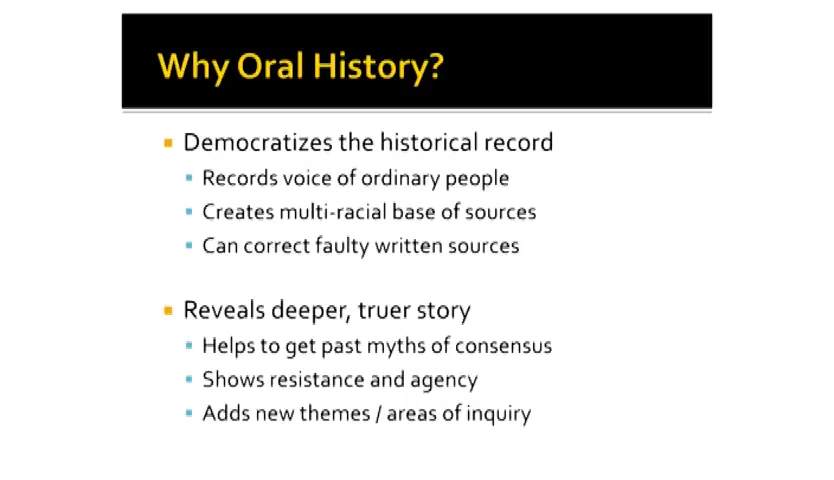 Why Oral History?
Democratizes the historical record
Records voice of ordinary people
Creates multi-racial base of sources
Can correct faulty written sources
Reveals deeper, truer story
Helps to get past myths of consensus
Shows resistance and agency
Adds new themes / areas of inquiry